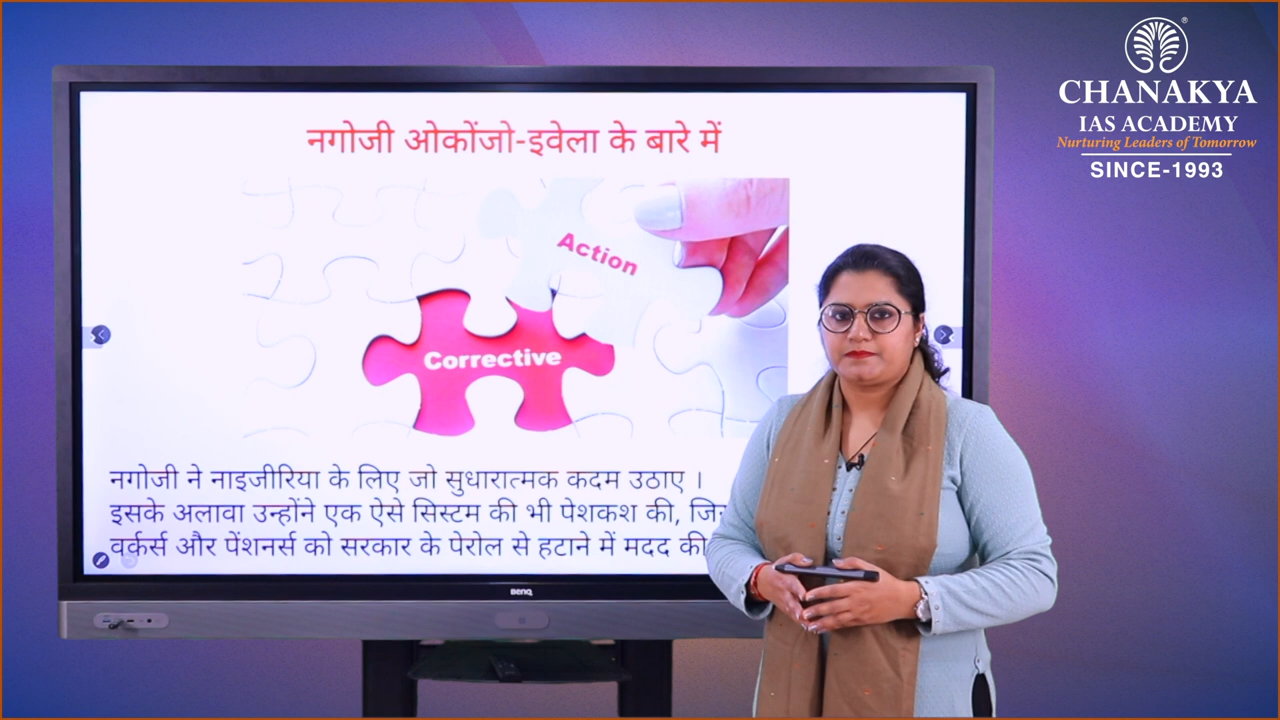 नगोजी ओकोंजो-इवेला के बारे में
Action
Corrective
नगोजी ने नाइजीरिया के लिए जो सुधारात्मक कदम उठाए ।
इसके अलावा उन्होंने एक ऐसे सिस्टम की भी पेशकश की,
वर्कर्स और पेंशनर्स को सरकार के पेरोल से हटाने में मदद की
BenQ
CHANAKYA
IAS ACADEMY
Nurturing Leaders of Tomorrow
SINCE-1993